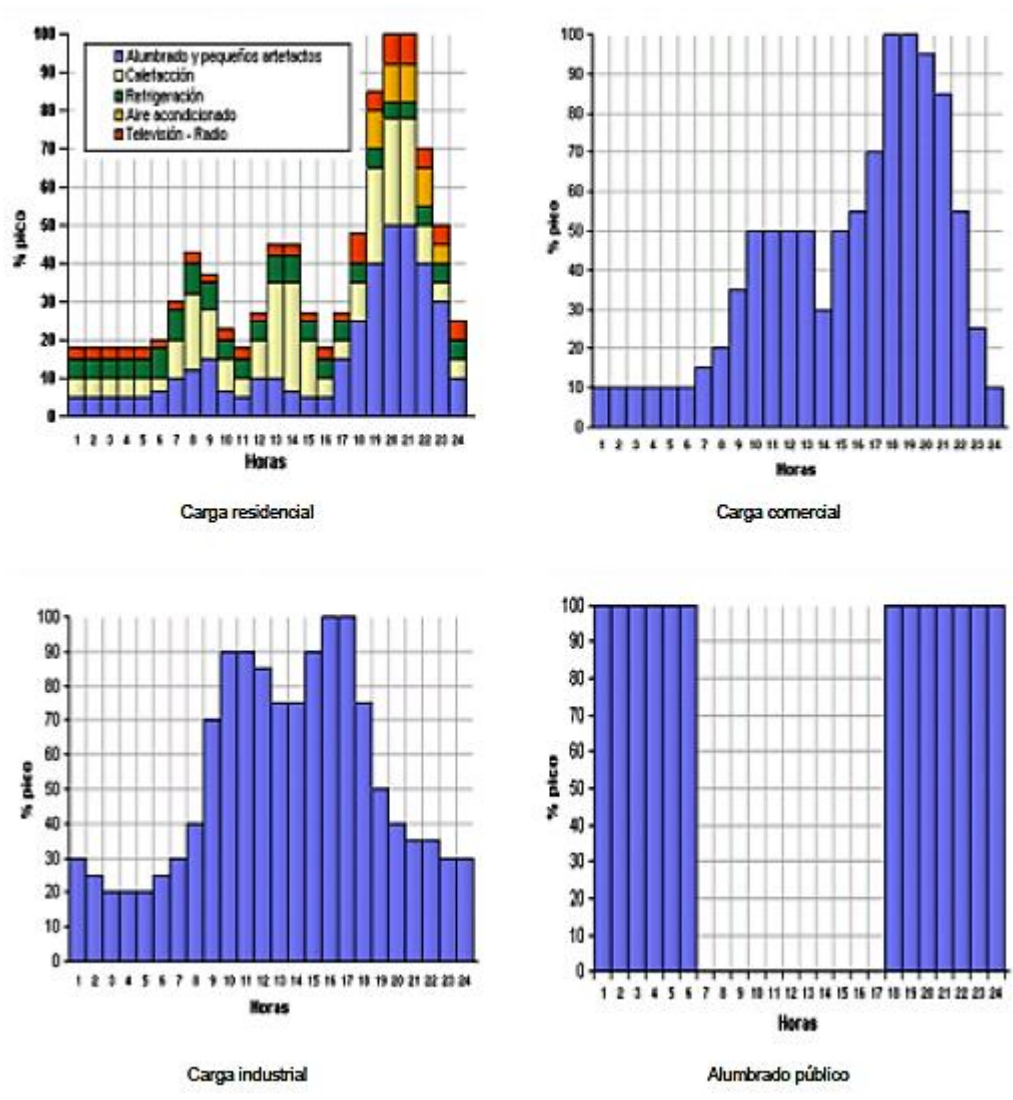 100
90
80
70
60
50
40
30
20
10
0
% pico
Alumbrado y pequeños artefactos
Calefacción
Refrigeración
Aire acondicionado
Televisión - Radio
1 2 3 4 5 6 7 8 9 10 11 12 13 14 15 16 17 18 19 20 21 22 23 24
Horas
Carga residencial
100
90
80
70
60
50
40
30
20
10
0
% pico
1 2 3 4 5 6 7 8 9 10 11 12 13 14 15 16 17 18 19 20 21 22 23 24
Horas
Carga comercial
100
90
80
70
60
50
40
30
20
10
0
% pico
1 2 3 4 5 6 7 8 9 10 11 12 13 14 15 16 17 18 19 20 21 22 23 24
Horas
Carga industrial
100
90
80
70
60
50
40
30
20
10
0
% pico
1 2 3 4 5 6 7 8 9 10 11 12 13 14 15 16 17 18 19 20 21 22 23 24
Horas
Alumbrado público